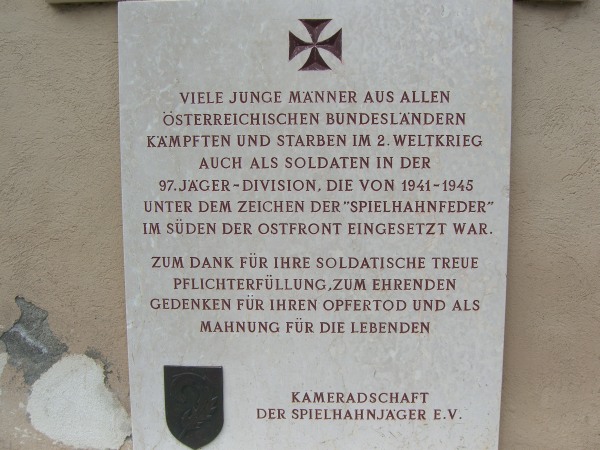 VIELE JUNGE MÄNNER AUS ALLEN
ÖSTERREICHISCHEN BUNDESLÄNDERN
KÄMPFTEN UND STARBEN IM 2. WELTKRIEG
AUCH ALS SOLDATEN IN DER
97. JÄGER-DIVISION, DIE VON 1941-1945
UNTER DEM ZEICHEN DER "SPIELHAHNFEDER"
IM SÜDEN DER OSTFRONT EINGESETZT WAR.
ZUM DANK FÜR IHRE SOLDATISCHE TREUE
PFLICHTERFÜLLUNG, ZUM EHRENDEN
GEDENKEN FÜR IHREN OPFERTOD UND ALS
MAHNUNG FÜR DIE LEBENDEN
KAMERADSCHAFT
DER SPIELHAHNJÄGER E.V.